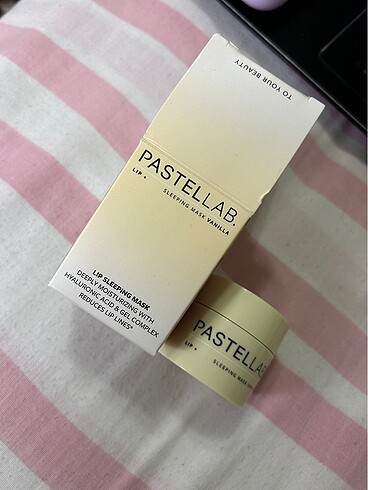 TO YOUR BEAUTY
PASTELLAB.
LIP •
SLEEPING MASK VANILLA
LIP SLEEPING MASK
DEEPLY MOISTURIZING WITH
HYALURONIC ACID & GEL COMPLEX
REDUCES LIP LINES*
PASTELLAB.
LIP •
SLEEPING MASK